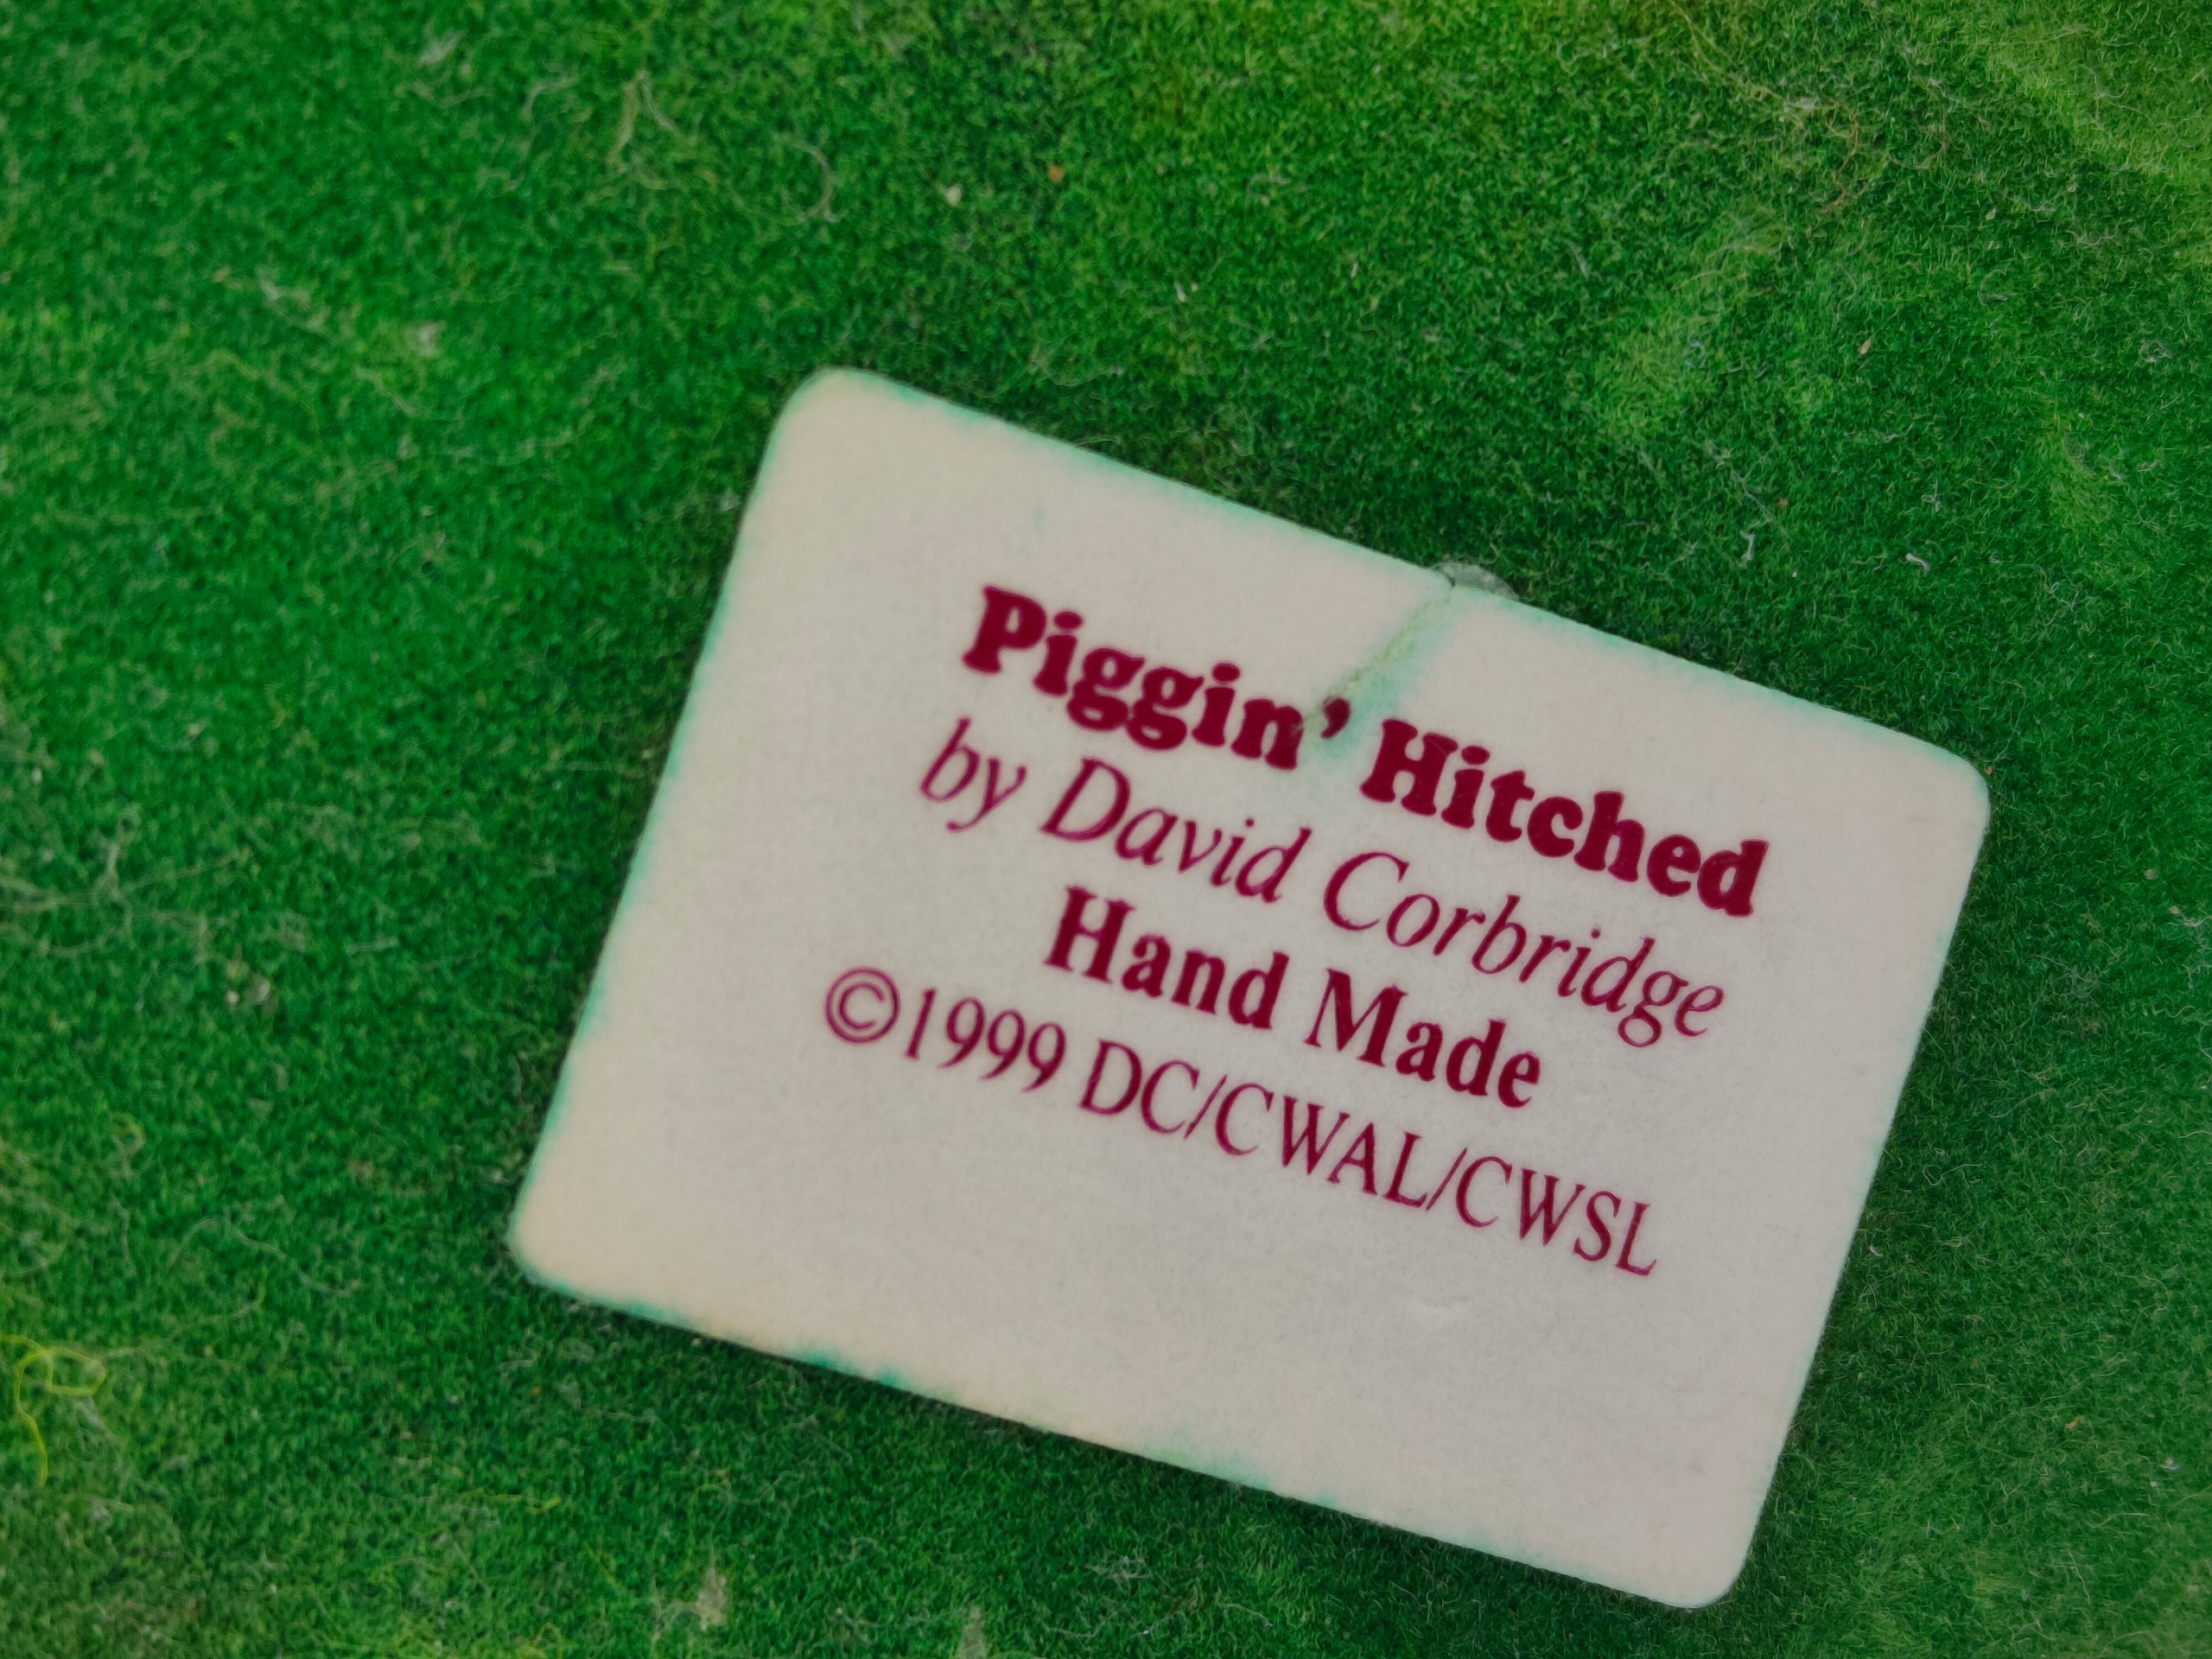 Piggin' Hitched
by David Corbridge
Hand Made
©1999 DC/CWAL/CWSL